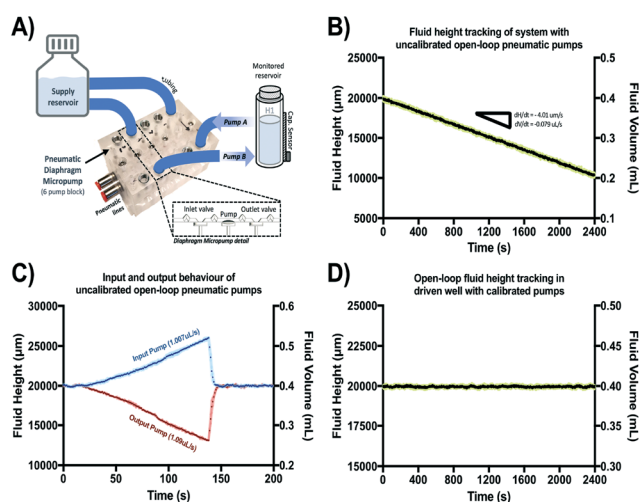 A)
Supply
reservoir
tubing
Monitored
reservoir
H1
Cap. Sensor
Pump A
Pump B
Pneumatic
Diaphragm
Micropump
(6 pump block)
Pneumatic
lines
Inlet valve
Pump
Outlet valve
Diaphragm Micropump detail
B)
Fluid height tracking of system with
uncalibrated open-loop pneumatic pumps
Fluid Height (µm)
20000
15000
10000
5000
dH/dt = -4.01 um/s
dV/dt = -0.079 uL/s
0.5
0.4
0.3
0.2
0.1
Fluid Volume (mL)
0 400 800 1200 1600 2000 2400
Time (s)
C)
Input and output behaviour of
uncalibrated open-loop pneumatic pumps
Fluid Height (µm)
30000
25000
20000
15000
10000
Input Pump (1.007uL/s)
Output Pump (1.09uL/s)
0.6
0.5
0.4
0.3
0.2
Fluid Volume (mL)
0 50 100 150 200
Time (s)
D)
Open-loop fluid height tracking in
driven well with calibrated pumps
Fluid Height (µm)
25000
22500
20000
17500
15000
0.50
0.45
0.40
0.35
0.30
Fluid Volume (mL)
0 400 800 1200 1600 2000 2400
Time (s)